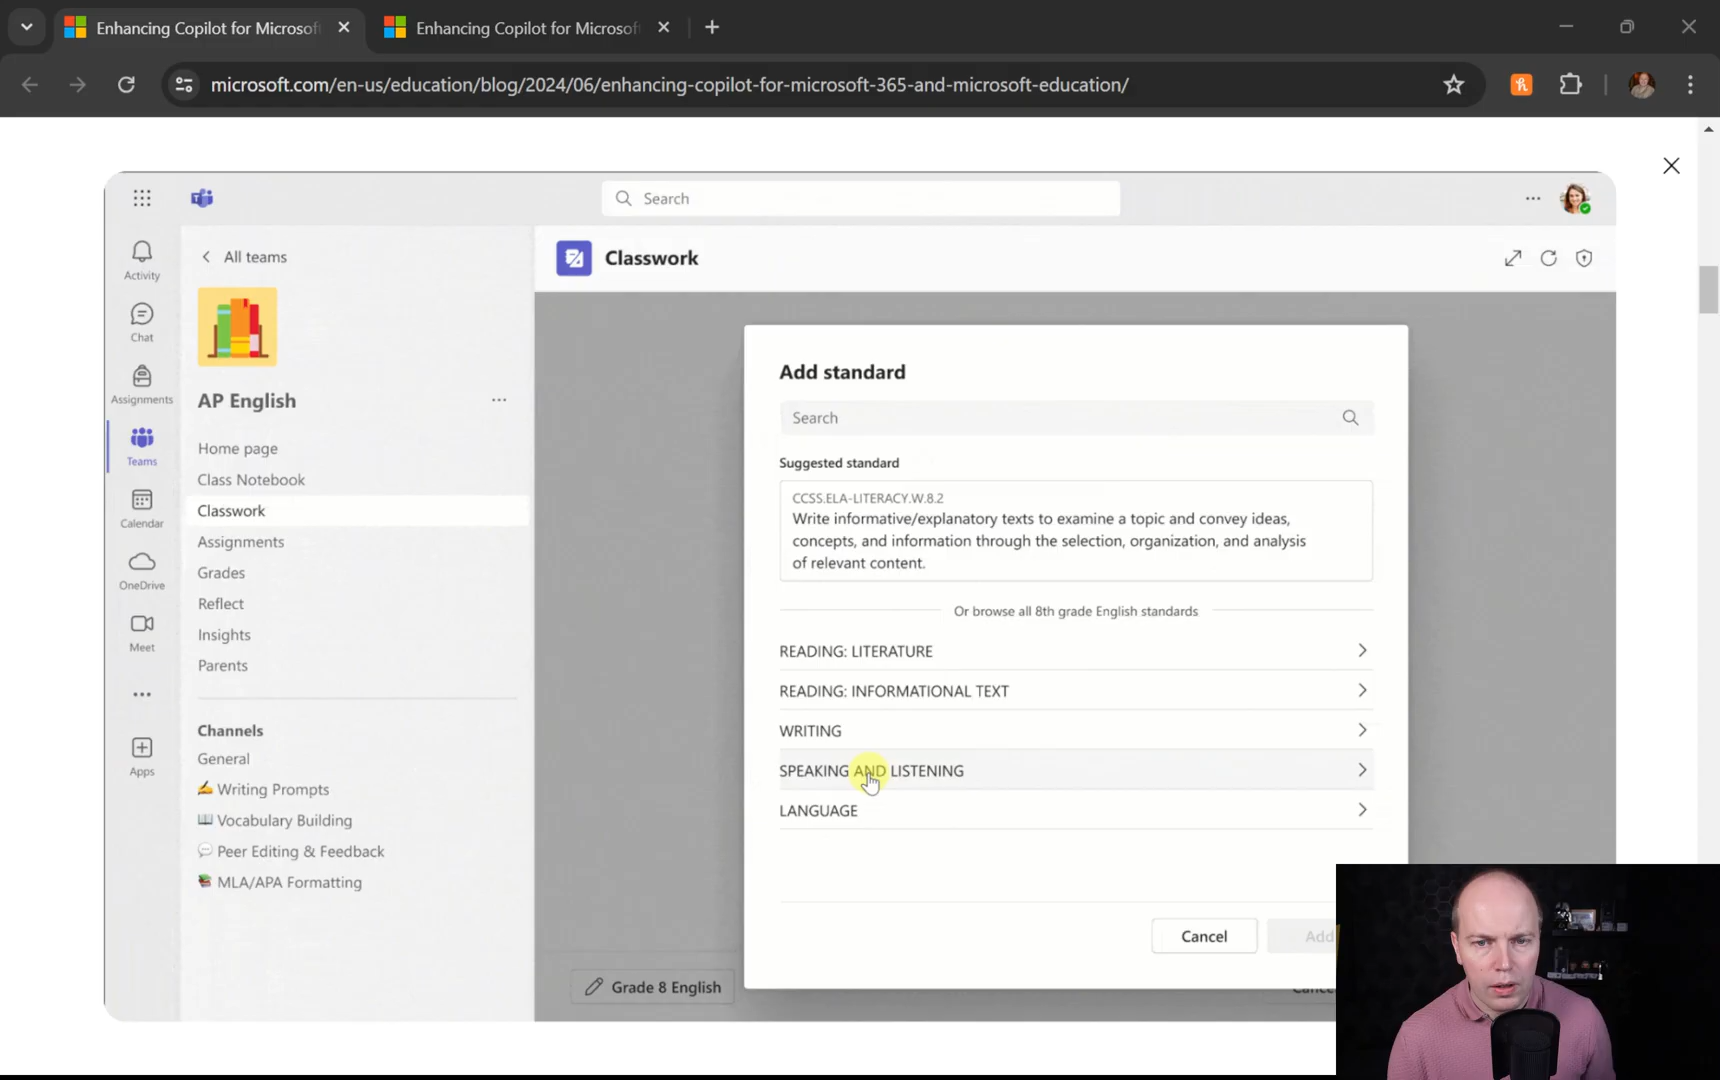 Enhancing Copilot for Microsof
Enhancing Copilot for Microsof
microsoft.com/en-us/education/blog/2024/06/enhancing-copilot-for-microsoft-365-and-microsoft-education/
Search
Activity
Chat
Assignments
Teams
Calendar
OneDrive
Meet
Apps
All teams
AP English
Home page
Class Notebook
Classwork
Assignments
Grades
Reflect
Insights
Parents
Channels
General
Writing Prompts
Vocabulary Building
Peer Editing & Feedback
MLA/APA Formatting
Classwork
Add standard
Search
Suggested standard
CCSS.ELA-LITERACY.W.8.2
Write informative/explanatory texts to examine a topic and convey ideas,
concepts, and information through the selection, organization, and analysis
of relevant content.
Or browse all 8th grade English standards
READING: LITERATURE
READING: INFORMATIONAL TEXT
WRITING
SPEAKING AND LISTENING
LANGUAGE
Cancel
Add
Grade 8 English